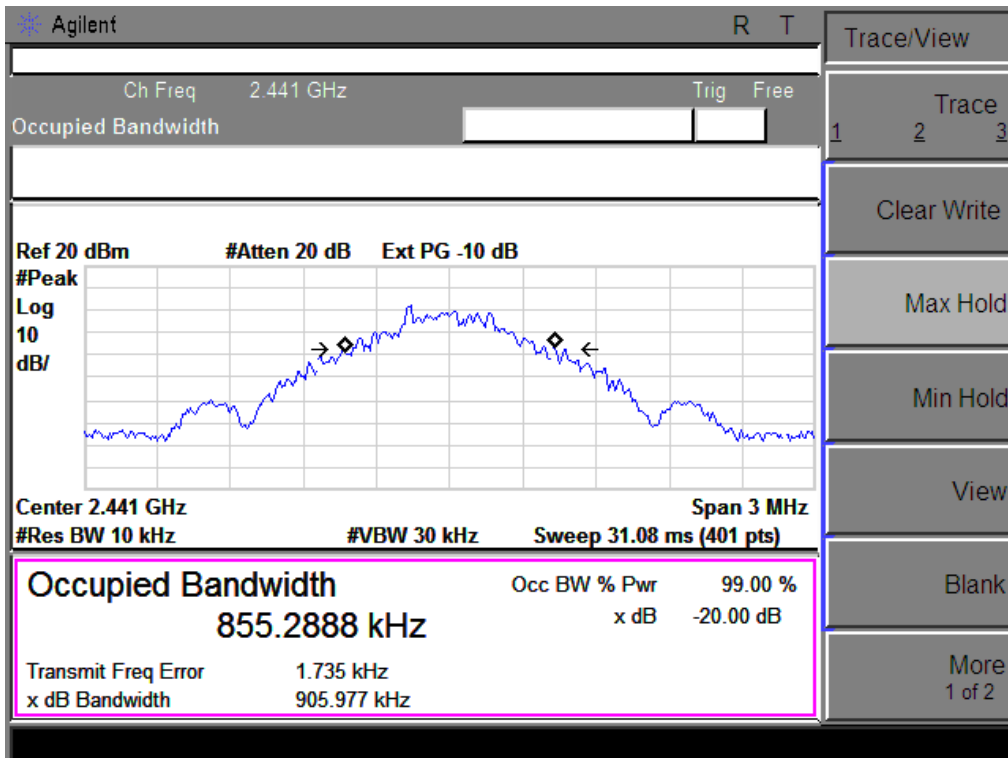 Agilent R T
Ch Freq 2.441 GHz Trig Free
Occupied Bandwidth
Ref 20 dBm #Atten 20 dB Ext PG -10 dB
#Peak
Log
10
dB/
Center 2.441 GHz Span 3 MHz
#Res BW 10 kHz #VBW 30 kHz Sweep 31.08 ms (401 pts)
Occupied Bandwidth
855.2888 kHz
Occ BW % Pwr 99.00 %
x dB -20.00 dB
Transmit Freq Error 1.735 kHz
x dB Bandwidth 905.977 kHz
Trace/View
Trace
1 2 3
Clear Write
Max Hold
Min Hold
View
Blank
More
1 of 2